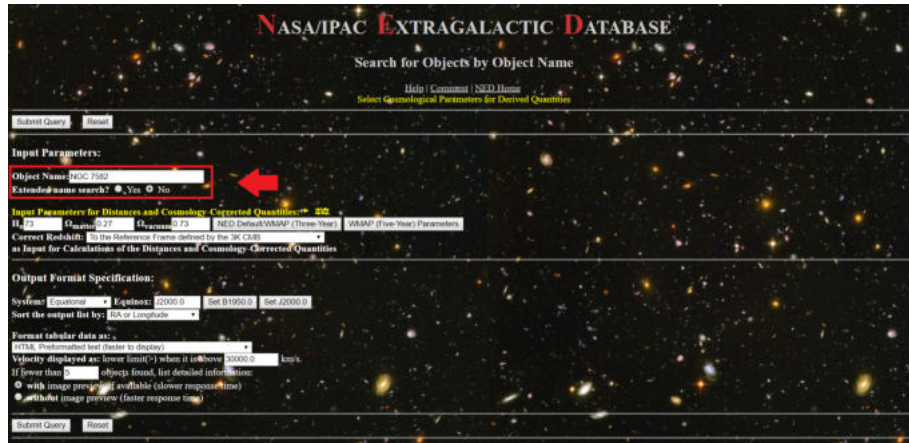 NASA/IPAC EXTRAGALACTIC DATABASE
Search for Objects by Object Name
Help | Comment | NED Home
Select Cosmological Parameters for Derived Quantities
Submit Query Reset
Input Parameters:
Object Name: NGC 7582
Extended name search? Yes No
Input Parameters for Distances and Cosmology-Corrected Quantities:
H₀ 73 Ωmatter 0.27 Ωvacuum 0.73 NED Default/WMAP (Three-Year) WMAP (Five-Year) Parameters
Correct Redshift: To the Reference Frame defined by the 3K CMB
as Input for Calculations of the Distances and Cosmology-Corrected Quantities
Output Format Specification:
System: Equatorial Equinox: J2000.0 Set B1950.0 Set J2000.0
Sort the output list by: RA or Longitude
Format tabular data as:
HTML Preformatted text (faster to display)
Velocity displayed as: lower limit(>) when it is above 30000.0 km/s.
If fewer than 5 objects found, list detailed information:
with image preview if available (slower response time)
without image preview (faster response time)
Submit Query Reset